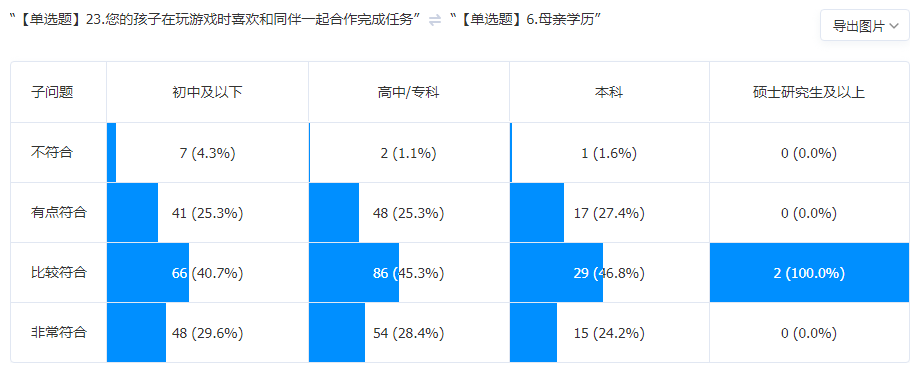 “【单选题】23.您的孩子在玩游戏时喜欢和同伴一起合作完成任务” ⇌ “【单选题】6.母亲学历”
导出图片
子问题 初中及以下 高中/专科 本科 硕士研究生及以上
不符合 7 (4.3%) 2 (1.1%) 1 (1.6%) 0 (0.0%)
有点符合 41 (25.3%) 48 (25.3%) 17 (27.4%) 0 (0.0%)
比较符合 66 (40.7%) 86 (45.3%) 29 (46.8%) 2 (100.0%)
非常符合 48 (29.6%) 54 (28.4%) 15 (24.2%) 0 (0.0%)